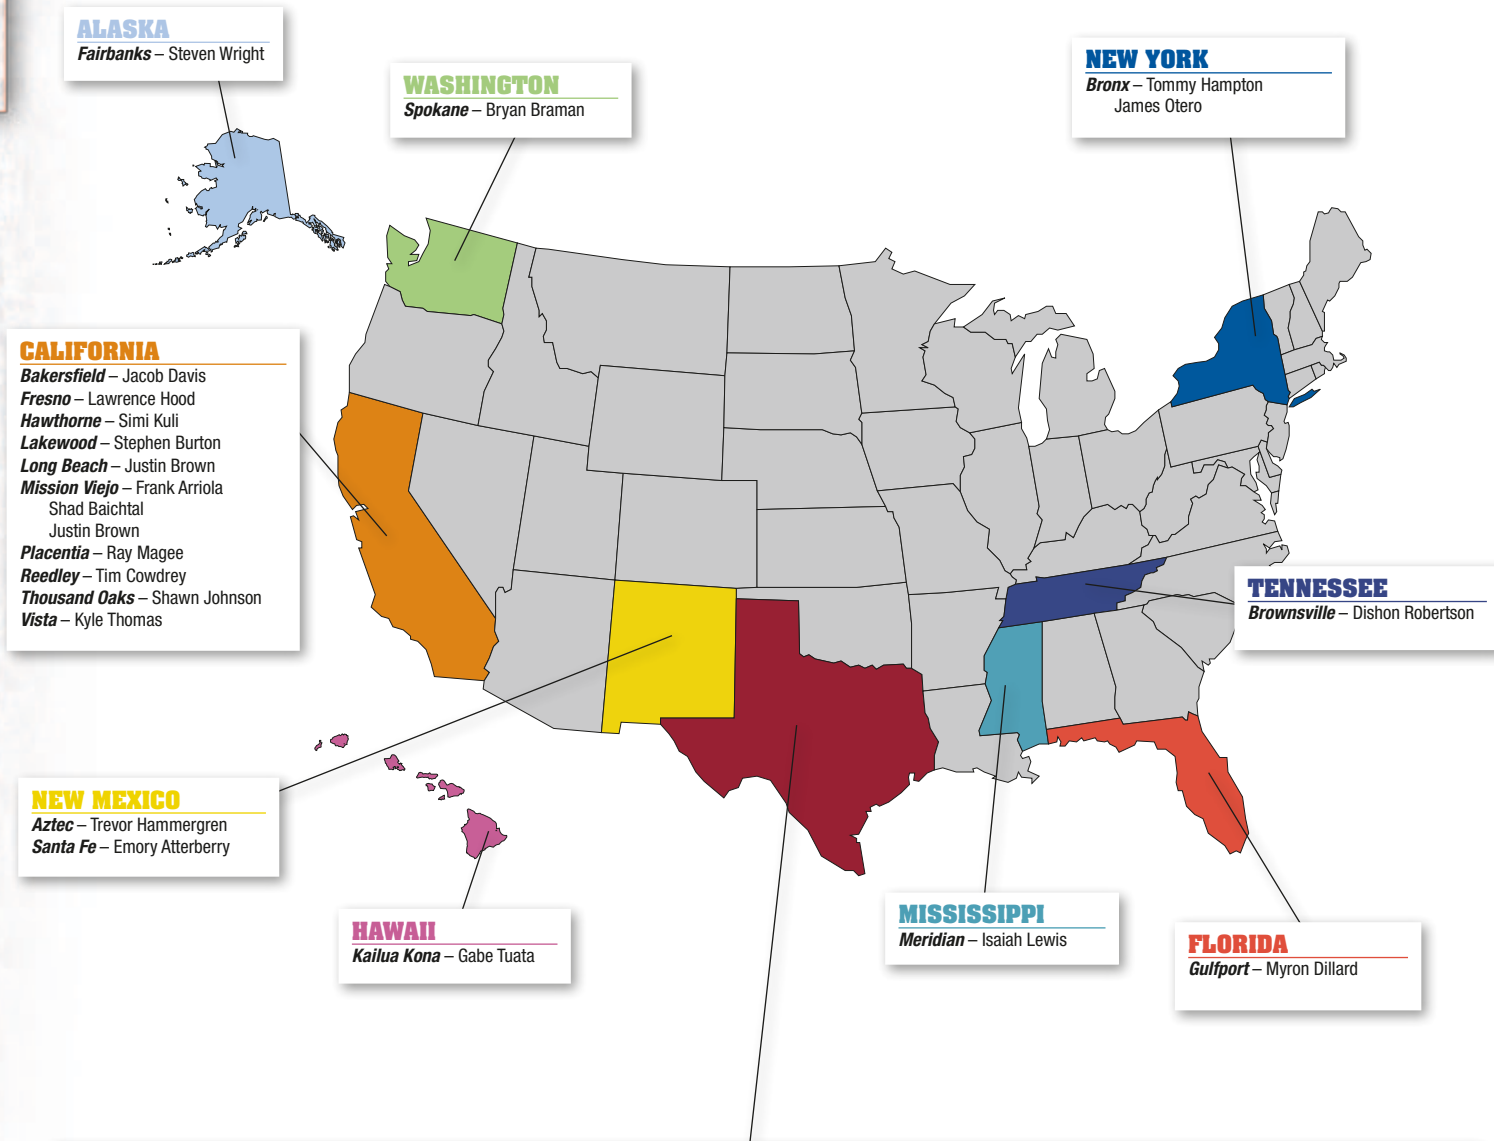 ALASKA
Fairbanks – Steven Wright
WASHINGTON
Spokane – Bryan Braman
NEW YORK
Bronx – Tommy Hampton
James Otero
CALIFORNIA
Bakersfield – Jacob Davis
Fresno – Lawrence Hood
Hawthorne – Simi Kuli
Lakewood – Stephen Burton
Long Beach – Justin Brown
Mission Viejo – Frank Arriola
Shad Baichtal
Justin Brown
Placentia – Ray Magee
Reedley – Tim Cowdrey
Thousand Oaks – Shawn Johnson
Vista – Kyle Thomas
TENNESSEE
Brownsville – Dishon Robertson
NEW MEXICO
Aztec – Trevor Hammergren
Santa Fe – Emory Atterberry
HAWAII
Kailua Kona – Gabe Tuata
MISSISSIPPI
Meridian – Isaiah Lewis
FLORIDA
Gulfport – Myron Dillard